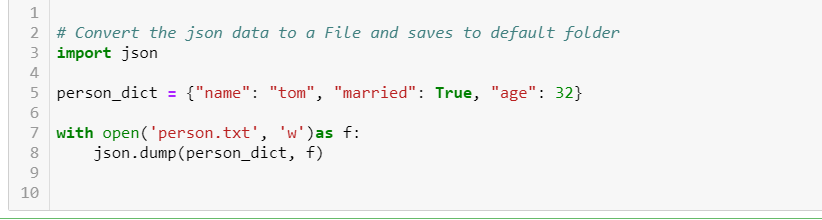 1
2 # Convert the json data to a File and saves to default folder
3 import json
4
5 person_dict = {"name": "tom", "married": True, "age": 32}
6
7 with open('person.txt', 'w')as f:
8     json.dump(person_dict, f)
9
10